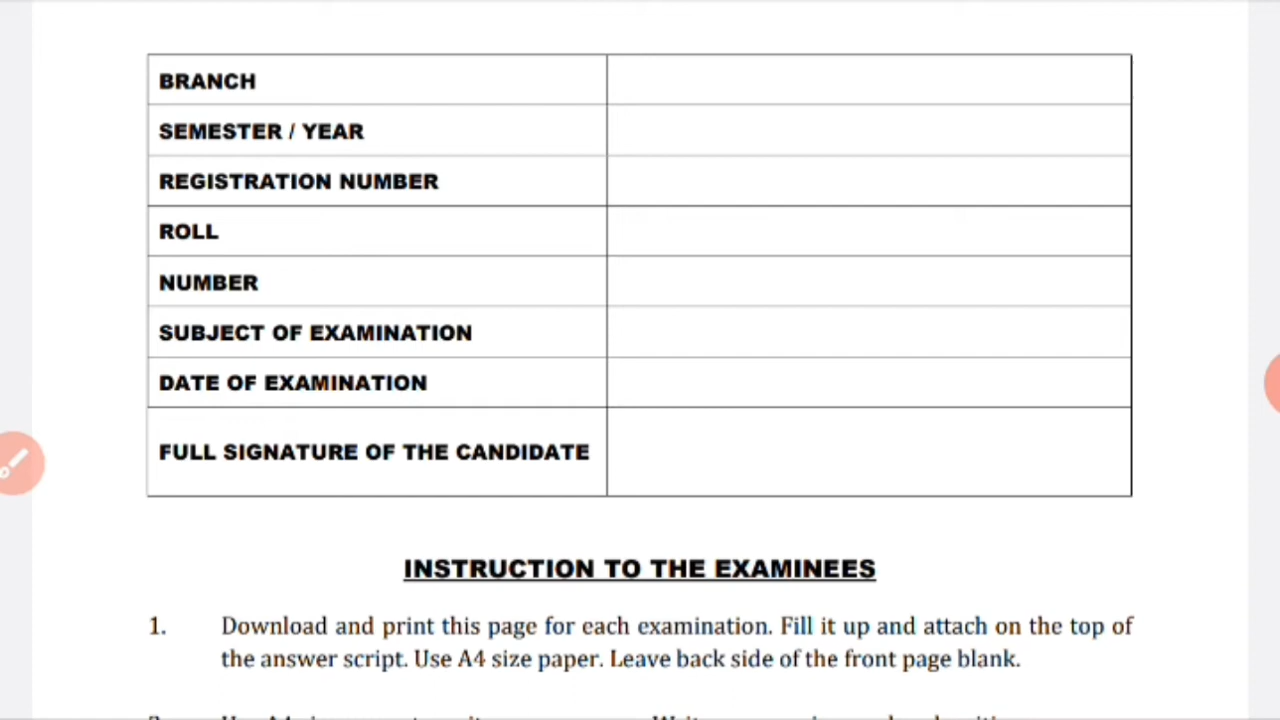 BRANCH
SEMESTER / YEAR
REGISTRATION NUMBER
ROLL
NUMBER
SUBJECT OF EXAMINATION
DATE OF EXAMINATION
FULL SIGNATURE OF THE CANDIDATE
INSTRUCTION TO THE EXAMINEES
1. Download and print this page for each examination. Fill it up and attach on the top of
the answer script. Use A4 size paper. Leave back side of the front page blank.